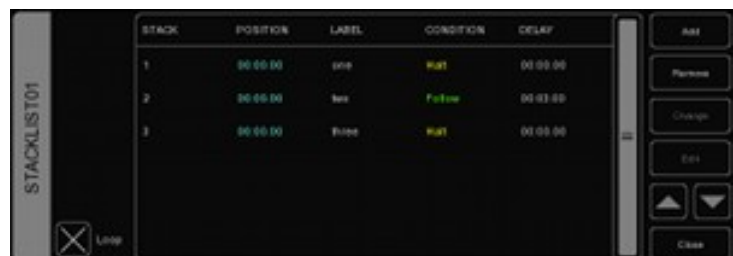 STACKLIST01
STACK POSITION LABEL CONDITION DELAY
1 00:00.00 one Halt 00:00.00
2 00:00.00 two Follow 00:03.00
3 00:00.00 three Halt 00:00.00
Loop
Add
Remove
Change
Edit
Close